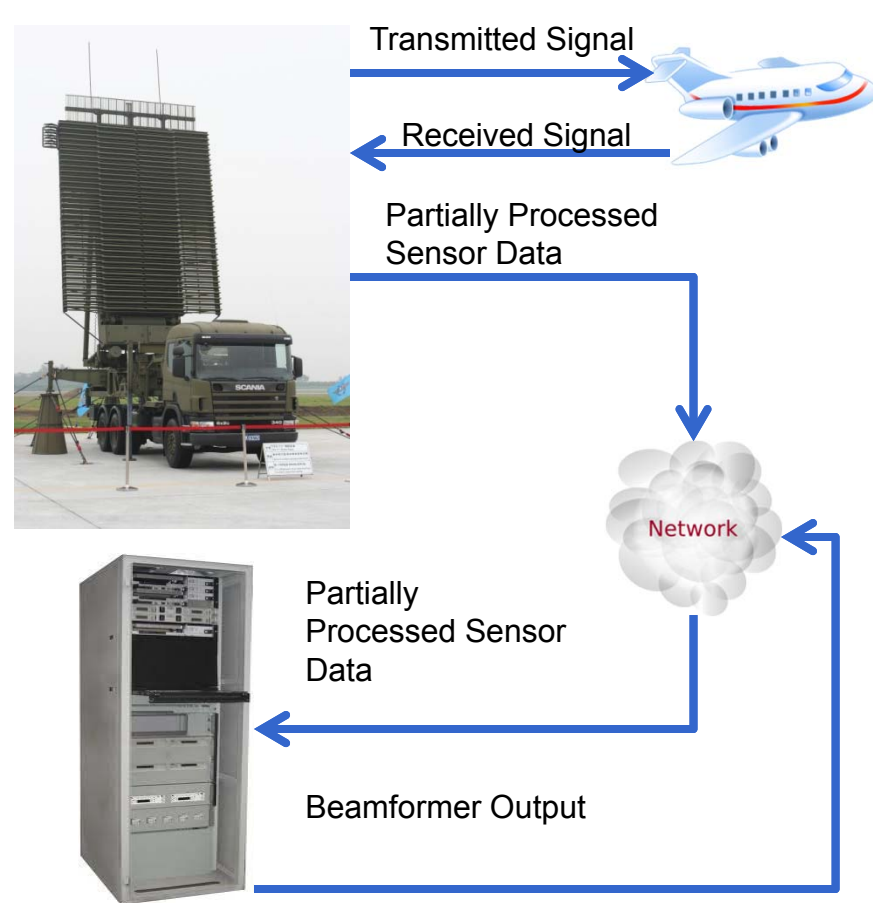 Transmitted Signal
Received Signal
Partially Processed
Sensor Data
SCANIA
Network
Partially
Processed Sensor
Data
Beamformer Output